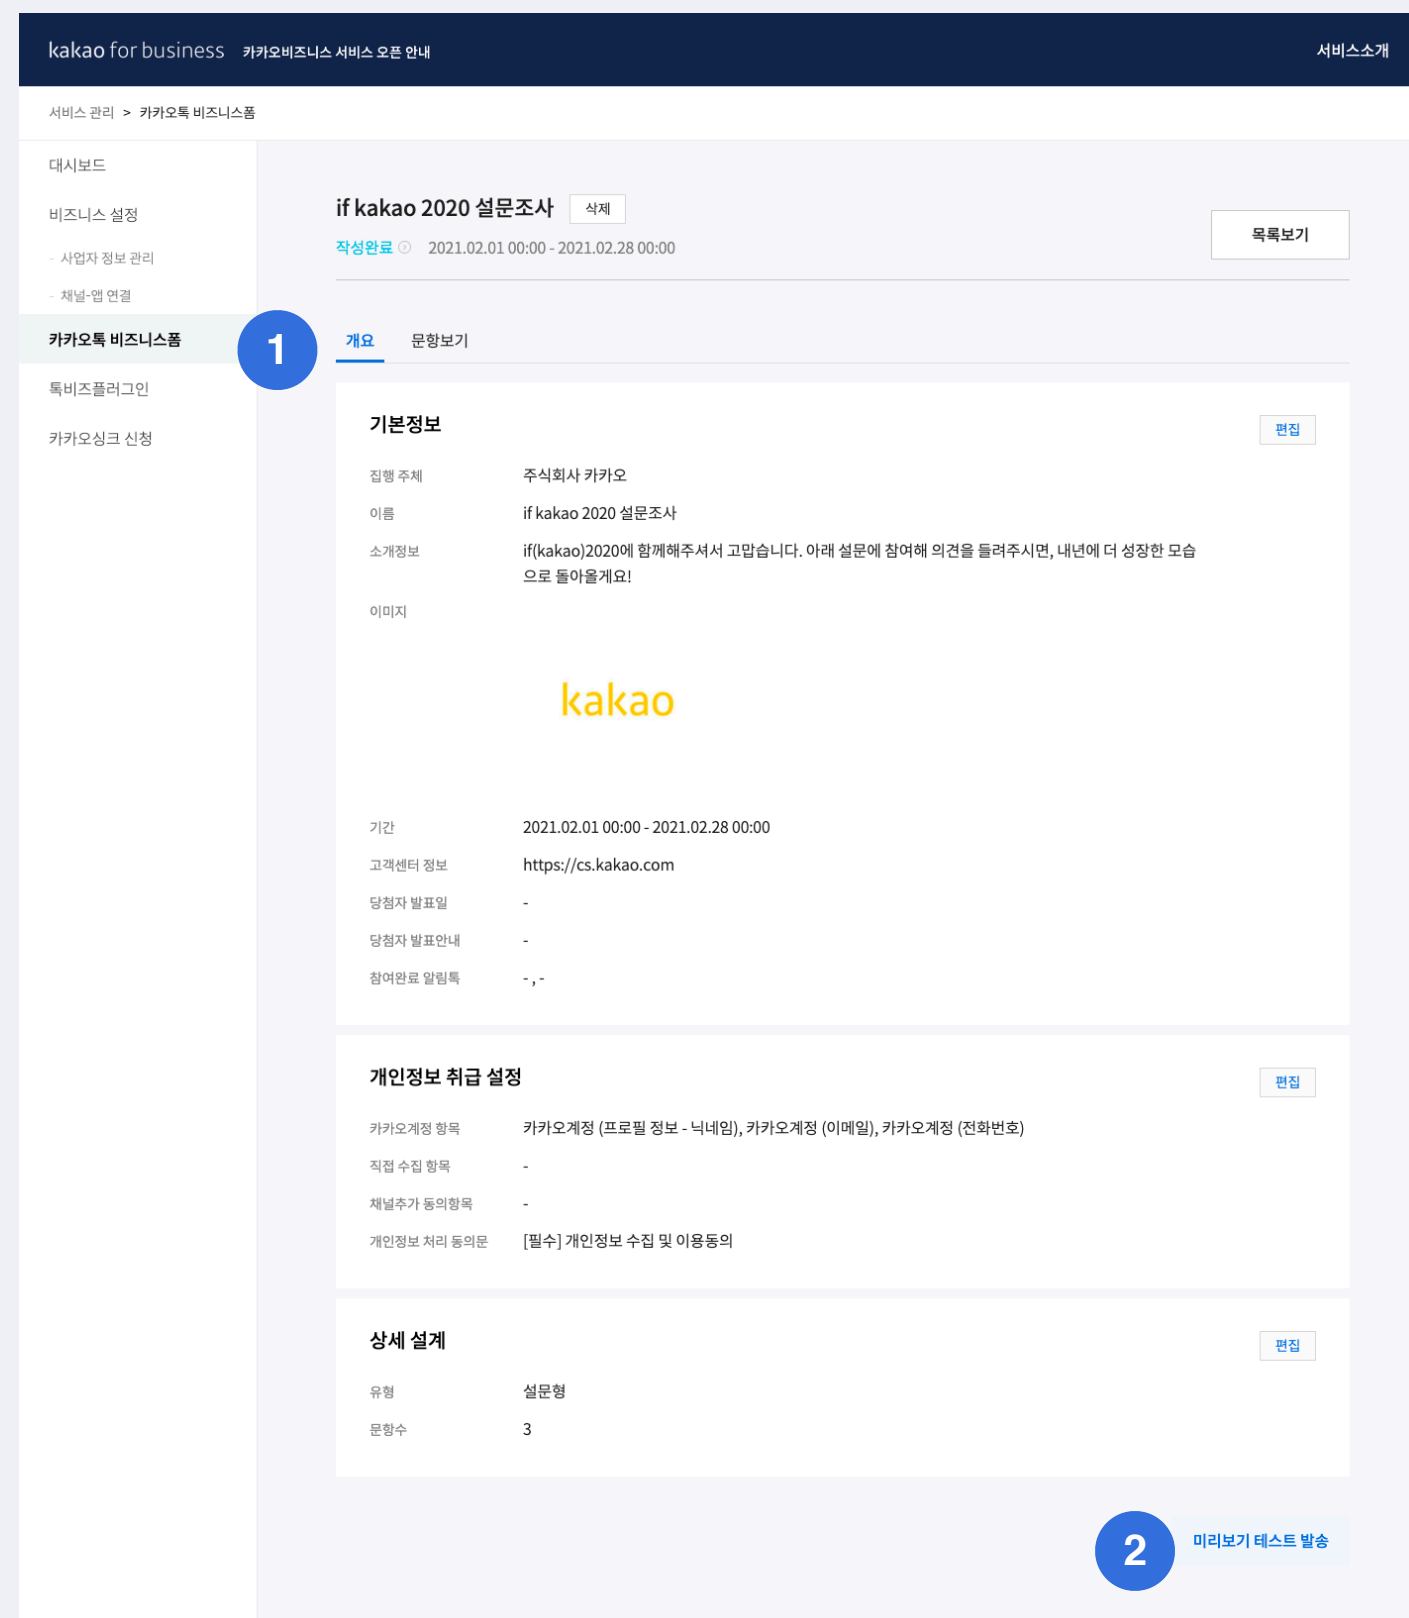 kakao for business 카카오비즈니스 서비스 오픈 안내 서비스소개
서비스 관리 > 카카오톡 비즈니스폼
대시보드
비즈니스 설정
- 사업자 정보 관리
- 채널-앱 연결
카카오톡 비즈니스폼
톡비즈플러그인
카카오싱크 신청
if kakao 2020 설문조사 삭제
작성완료 2021.02.01 00:00 - 2021.02.28 00:00
목록보기
1
개요 문항보기
기본정보 편집
집행 주체 주식회사 카카오
이름 if kakao 2020 설문조사
소개정보 if(kakao)2020에 함께해주셔서 고맙습니다. 아래 설문에 참여해 의견을 들려주시면, 내년에 더 성장한 모습
으로 돌아올게요!
이미지
kakao
기간 2021.02.01 00:00 - 2021.02.28 00:00
고객센터 정보 https://cs.kakao.com
당첨자 발표일 -
당첨자 발표안내 -
참여완료 알림톡 - , -
개인정보 취급 설정 편집
카카오계정 항목 카카오계정 (프로필 정보 - 닉네임), 카카오계정 (이메일), 카카오계정 (전화번호)
직접 수집 항목 -
채널추가 동의항목 -
개인정보 처리 동의문 [필수] 개인정보 수집 및 이용동의
상세 설계 편집
유형 설문형
문항수 3
2 미리보기 테스트 발송